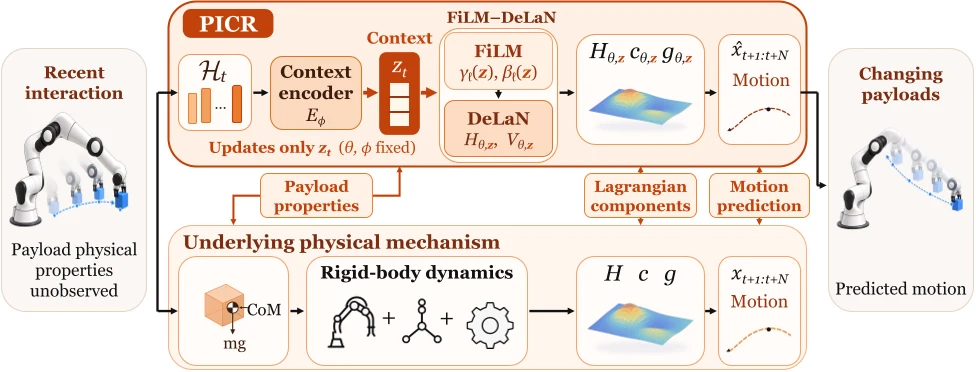 Recent
interaction
Payload physical
properties
unobserved
PICR
ℋt
...
Context
encoder
Eϕ
Context
zt
FiLM–DeLaN
FiLM
γℓ(z), βℓ(z)
DeLaN
Hθ,z, Vθ,z
Hθ,z cθ,z gθ,z
x̂t+1:t+N
Motion
Updates only zt (θ, ϕ fixed)
Payload
properties
Lagrangian
components
Motion
prediction
Underlying physical mechanism
CoM
mg
Rigid-body dynamics
+ +
H c g
xt+1:t+N
Motion
Changing
payloads
Predicted motion